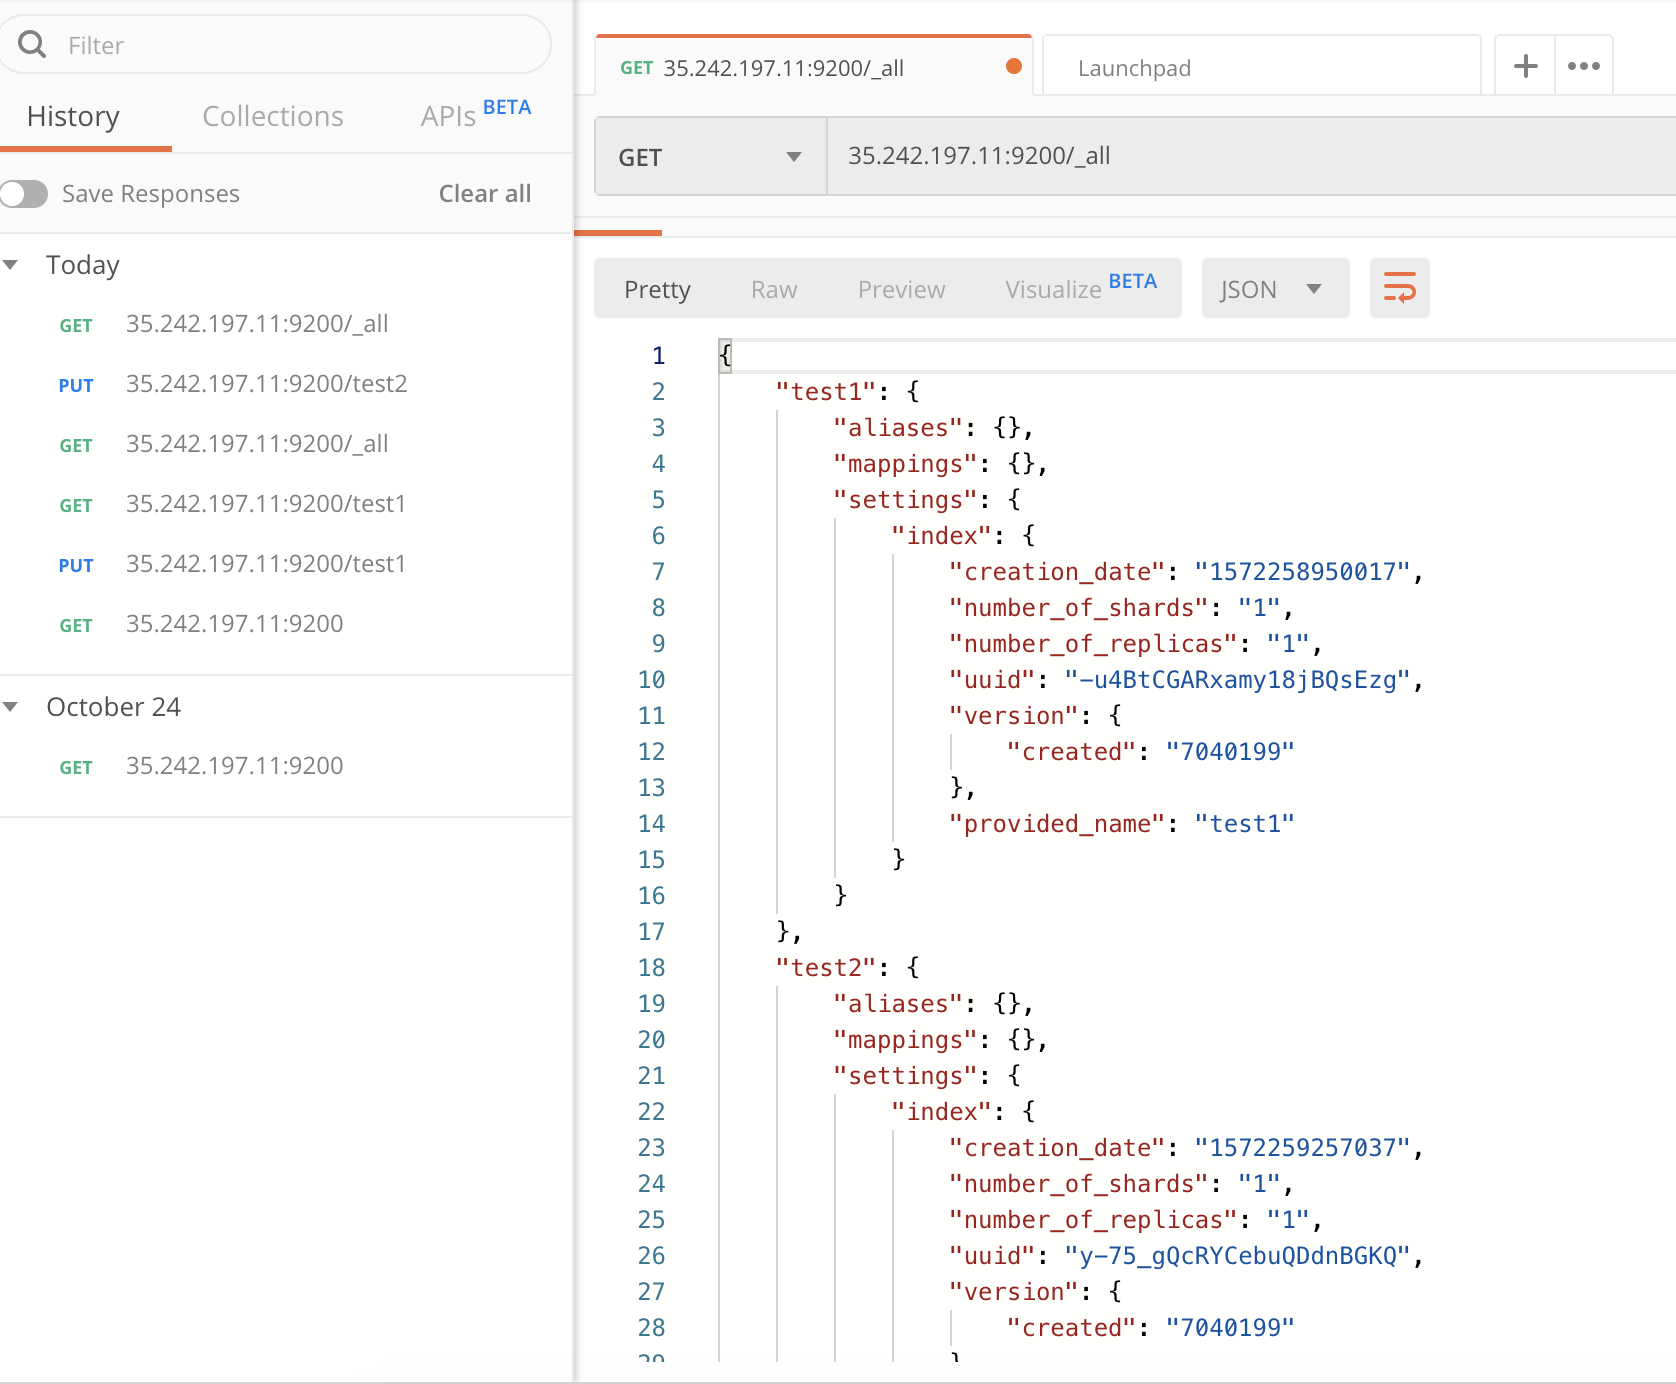 Filter
History Collections APIs BETA
Save Responses Clear all
Today
GET 35.242.197.11:9200/_all
PUT 35.242.197.11:9200/test2
GET 35.242.197.11:9200/_all
GET 35.242.197.11:9200/test1
PUT 35.242.197.11:9200/test1
GET 35.242.197.11:9200
October 24
GET 35.242.197.11:9200
GET 35.242.197.11:9200/_all Launchpad
GET 35.242.197.11:9200/_all
Pretty Raw Preview Visualize BETA JSON
1 {
2 "test1": {
3 "aliases": {},
4 "mappings": {},
5 "settings": {
6 "index": {
7 "creation_date": "1572258950017",
8 "number_of_shards": "1",
9 "number_of_replicas": "1",
10 "uuid": "-u4BtCGARxamy18jBQsEzg",
11 "version": {
12 "created": "7040199"
13 },
14 "provided_name": "test1"
15 }
16 }
17 },
18 "test2": {
19 "aliases": {},
20 "mappings": {},
21 "settings": {
22 "index": {
23 "creation_date": "1572259257037",
24 "number_of_shards": "1",
25 "number_of_replicas": "1",
26 "uuid": "y-75_gQcRYCebuQDdnBGKQ",
27 "version": {
28 "created": "7040199"
29 }